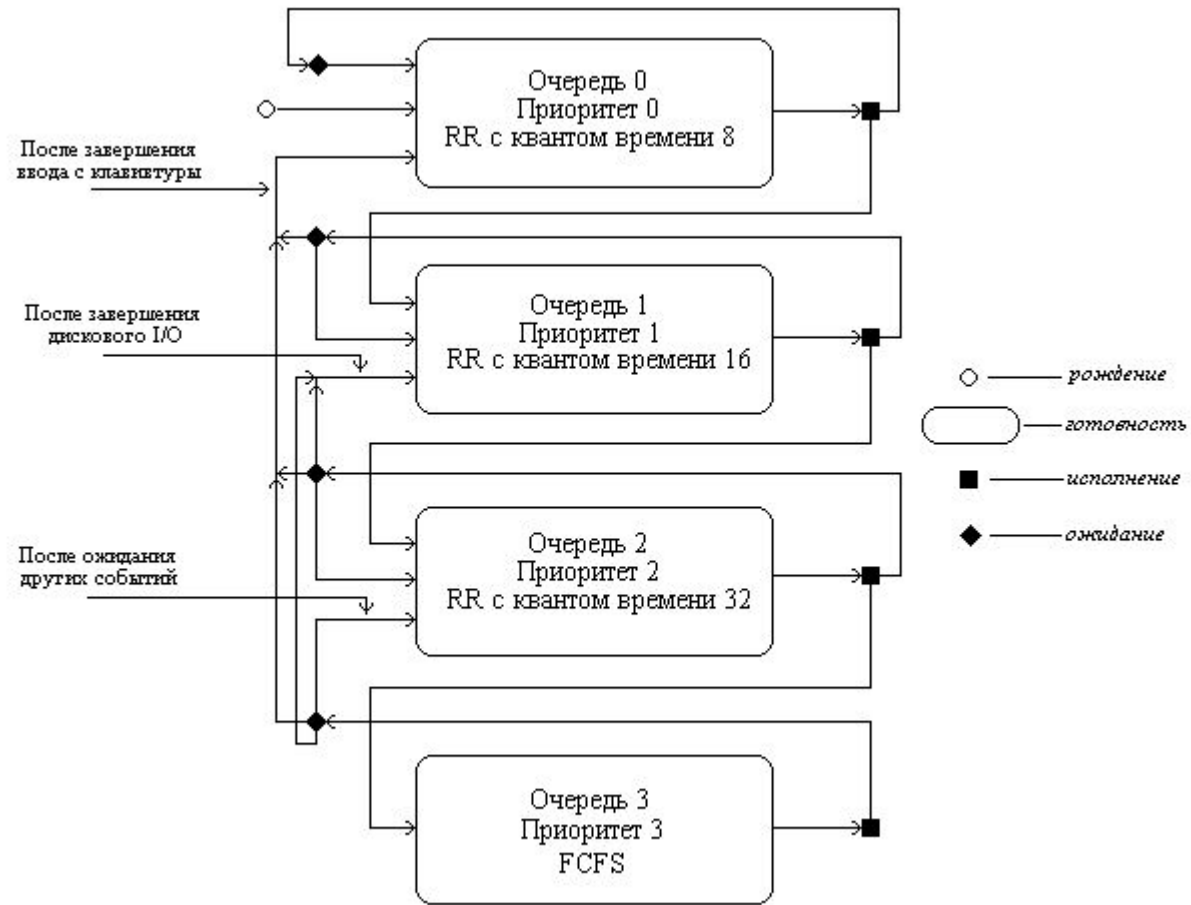 Очередь 0
Приоритет 0
RR с квантом времени 8
После завершения
ввода с клавивтуры
Очередь 1
Приоритет 1
RR с квантом времени 16
После завершения
дискового I/O
рождение
готовность
исполнение
ожидание
Очередь 2
Приоритет 2
RR с квантом времени 32
После ожидания
других событий
Очередь 3
Приоритет 3
FCFS